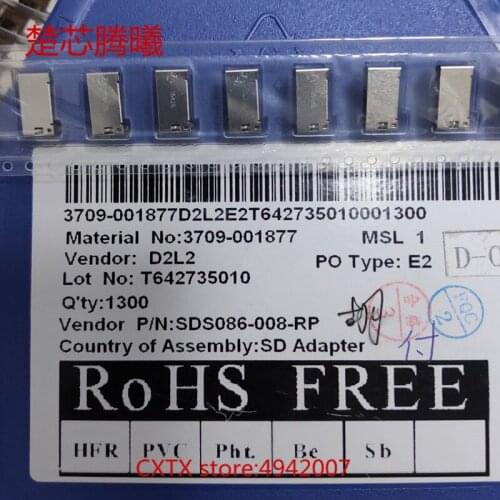 楚芯腾曦
3709-001877D2L2E2T642735010001300
Material No:3709-001877 MSL 1
Vendor: D2L2 PO Type: E2
Lot No: T642735010
Q'ty:1300
Vendor P/N:SDS086-008-RP
Country of Assembly:SD Adapter
RoHS FREE
HFR PVC Pht. Be Sb
CXTX store:4942007